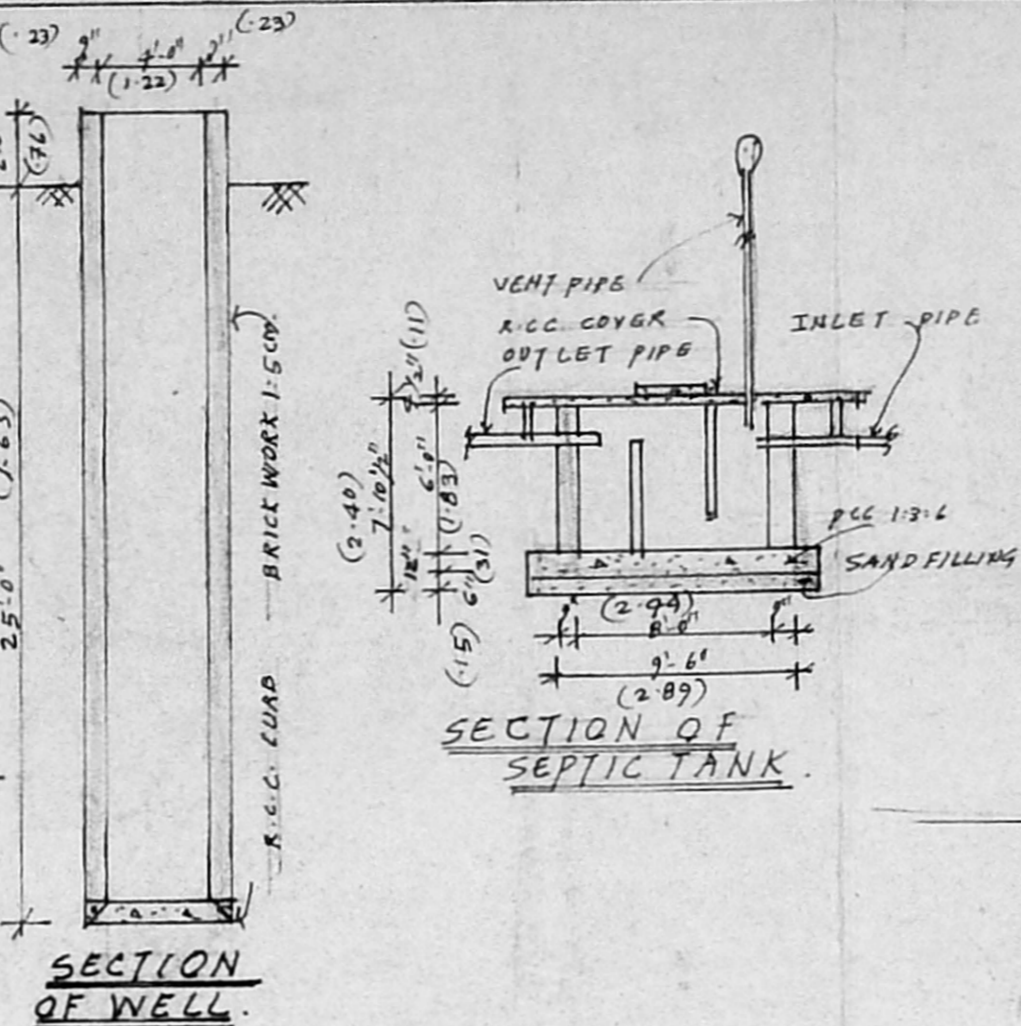 (.23) 9" 4'-0" 9" (.23)
(1.22)
(.76)
25'-0"
BRICK WORK 1:5 cm.
R.C.C. CURB
SECTION
OF WELL.
VENT PIPE
R.C.C. COVER
OUTLET PIPE
INLET PIPE
4½" (.11)
6'-0"
(1.83)
7'-10½"
(2.40)
12"
(.31)
6"
(.15)
PCC 1:3:6
SAND FILLING
9" (2.44) 9"
8'-0"
9'-6"
(2.89)
SECTION OF
SEPTIC TANK.